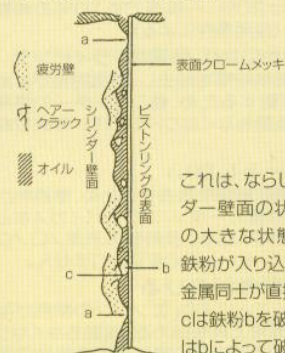 a
疲労壁
ヘアー
クラック
オイル
シリンダー壁面
ピストンリングの表面
表面クロームメッキ
c
b
a
これは、ならし
ダー壁面の状
の大きな状態
鉄粉が入り込
金属同士が直接
cは鉄粉bを破
はbによって破